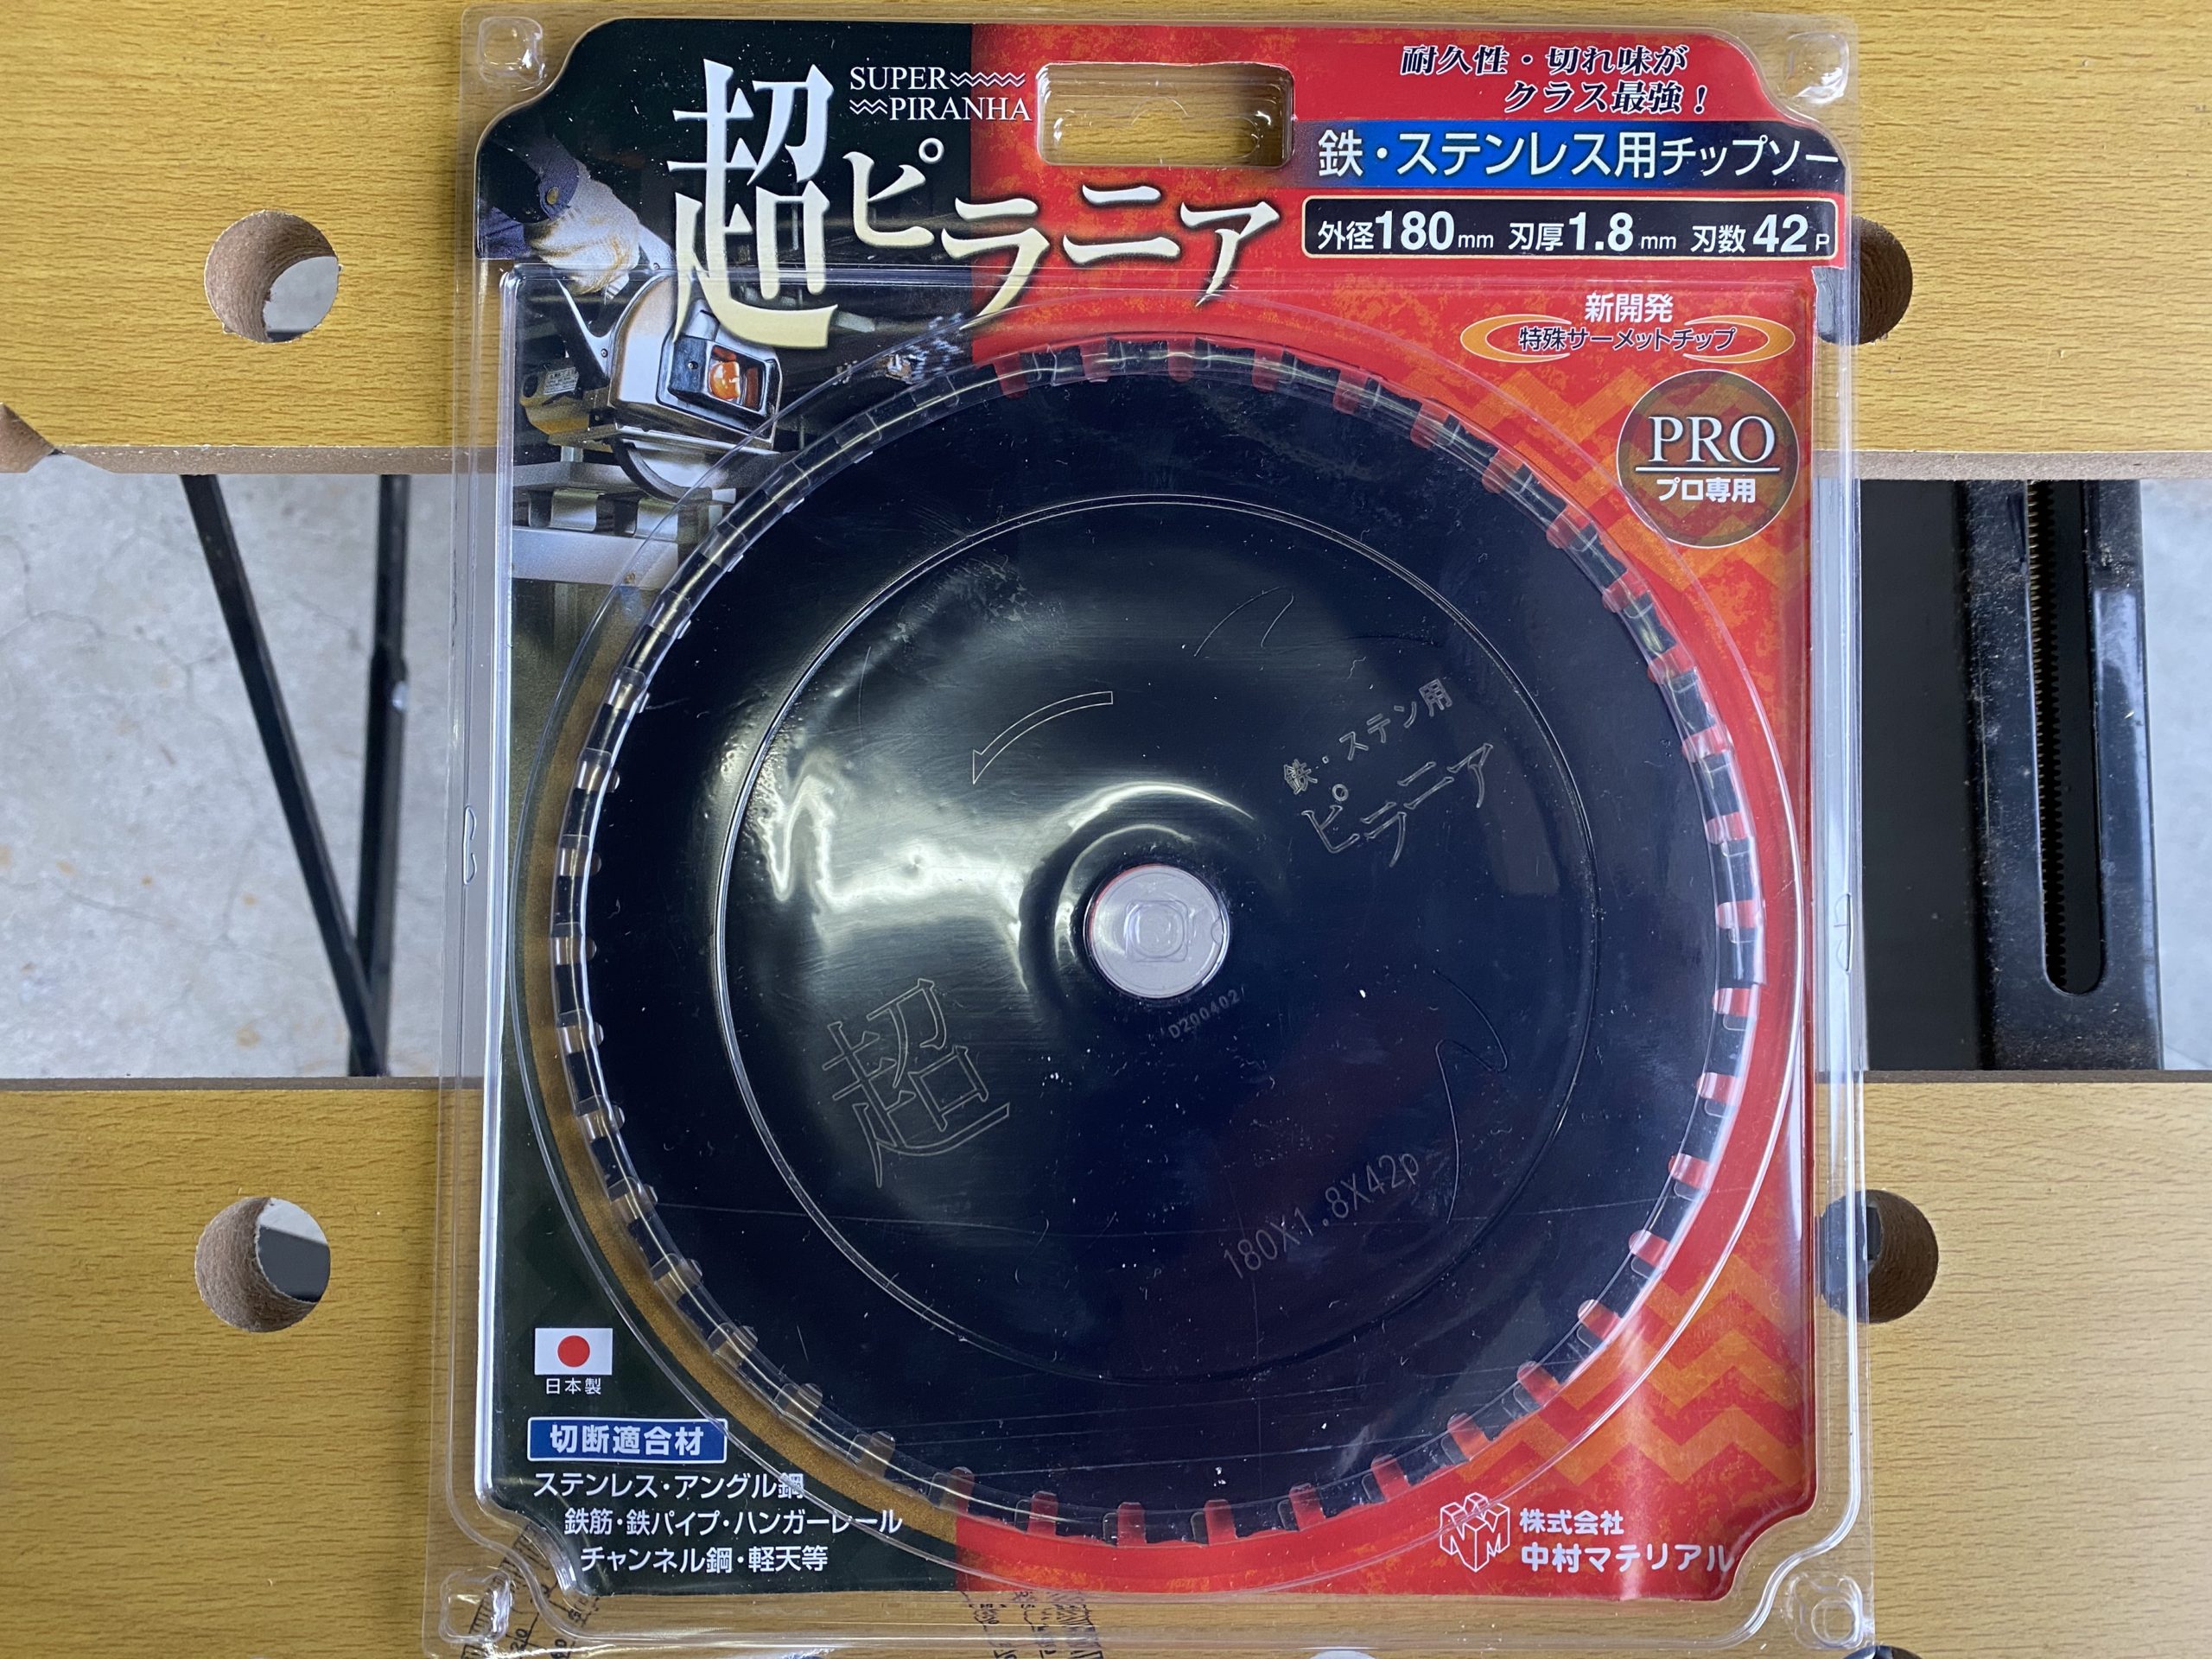 SUPER
PIRANHA
超ピラニア
耐久性・切れ味が
クラス最強！
鉄・ステンレス用チップソー
外径180mm 刃厚1.8mm 刃数42P
新開発
特殊サーメットチップ
PRO
プロ専用
鉄・ステン用
ピラニア
超
D200402
180X1.8X42p
日本製
切断適合材
ステンレス・アングル鋼
鉄筋・鉄パイプ・ハンガーレール
チャンネル鋼・軽天等
株式会社
中村マテリアル